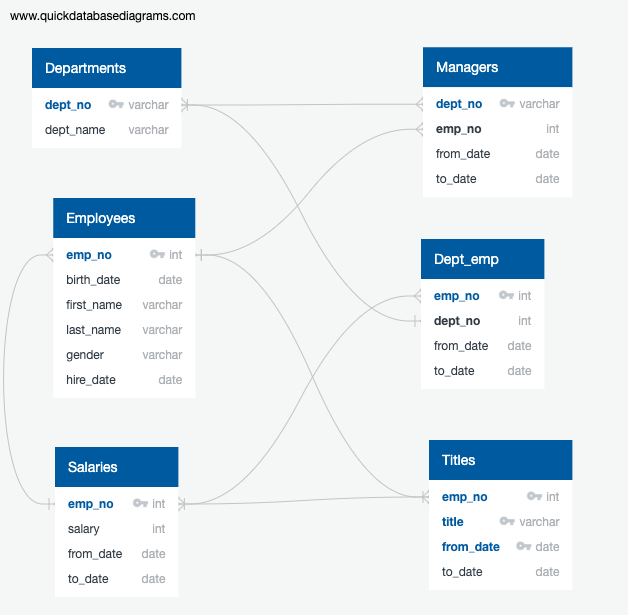 www.quickdatabasediagrams.com
Departments
dept_no varchar
dept_name varchar
Managers
dept_no varchar
emp_no int
from_date date
to_date date
Employees
emp_no int
birth_date date
first_name varchar
last_name varchar
gender varchar
hire_date date
Dept_emp
emp_no int
dept_no int
from_date date
to_date date
Salaries
emp_no int
salary int
from_date date
to_date date
Titles
emp_no int
title varchar
from_date date
to_date date